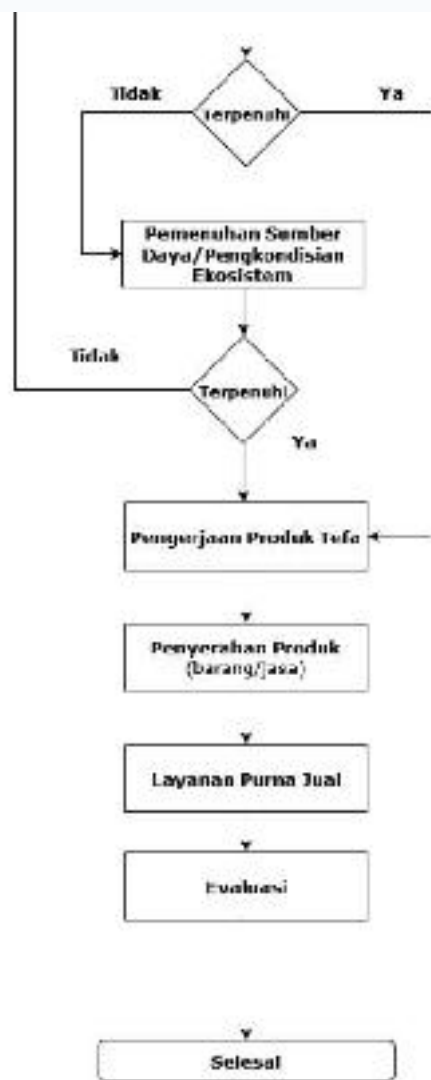 Tidak
Ya
Terpenuhi
Pemenuhan Sumber
Daya/Pengkondisian
Ekosistem
Tidak
Terpenuhi
Ya
Pengerjaan Produk Tefa
Penyerahan Produk
(barang/jasa)
Layanan Purna Jual
Evaluasi
Selesai